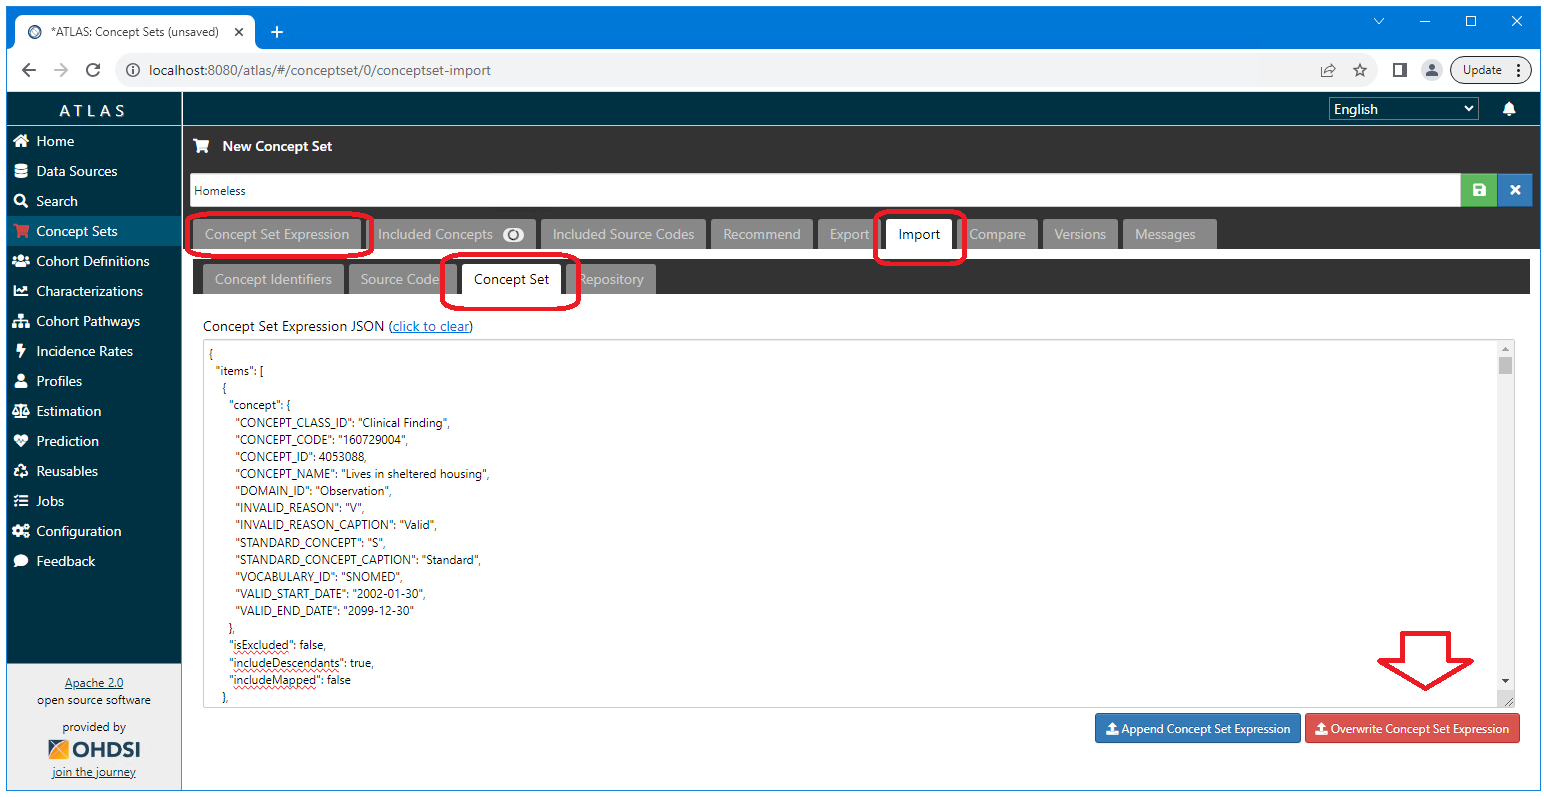 *ATLAS: Concept Sets (unsaved)
localhost:8080/atlas/#/conceptset/0/conceptset-import
Update
ATLAS
English
Home
Data Sources
Search
Concept Sets
Cohort Definitions
Characterizations
Cohort Pathways
Incidence Rates
Profiles
Estimation
Prediction
Reusables
Jobs
Configuration
Feedback
Apache 2.0
open source software
provided by
OHDSI
join the journey
New Concept Set
Homeless
Concept Set Expression Included Concepts Included Source Codes Recommend Export Import Compare Versions Messages
Concept Identifiers Source Code Concept Set Repository
Concept Set Expression JSON (click to clear)
{
"items": [
{
"concept": {
"CONCEPT_CLASS_ID": "Clinical Finding",
"CONCEPT_CODE": "160729004",
"CONCEPT_ID": 4053088,
"CONCEPT_NAME": "Lives in sheltered housing",
"DOMAIN_ID": "Observation",
"INVALID_REASON": "V",
"INVALID_REASON_CAPTION": "Valid",
"STANDARD_CONCEPT": "S",
"STANDARD_CONCEPT_CAPTION": "Standard",
"VOCABULARY_ID": "SNOMED",
"VALID_START_DATE": "2002-01-30",
"VALID_END_DATE": "2099-12-30"
},
"isExcluded": false,
"includeDescendants": true,
"includeMapped": false
},
Append Concept Set Expression Overwrite Concept Set Expression